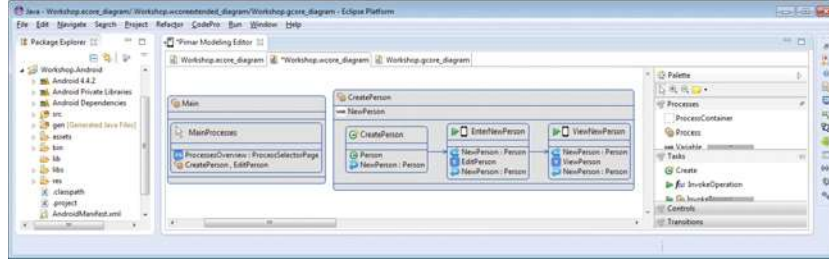 Java - Workshop.ecore_diagram/ Workshop.wcoreextended_diagram/Workshop.gcore_diagram - Eclipse Platform
File Edit Navigate Search Project Refactor CodePro Run Window Help
Package Explorer
Workshop.Android
Android 4.4.2
Android Private Libraries
Android Dependencies
src
gen [Generated Java Files]
assets
bin
lib
libs
res
.classpath
.project
AndroidManifest.xml
*Pimar Modeling Editor
Workshop.ecore_diagram *Workshop.wcore_diagram Workshop.gcore_diagram
Main
MainProcesses
ProcessesOverview : ProcessSelectorPage
CreatePerson , EditPerson
CreatePerson
NewPerson
CreatePerson
Person
NewPerson : Person
EnterNewPerson
NewPerson : Person
EditPerson
NewPerson : Person
ViewNewPerson
NewPerson : Person
ViewPerson
NewPerson : Person
Palette
Processes
ProcessContainer
Process
Variable
Tasks
Create
InvokeOperation
Controls
Transitions